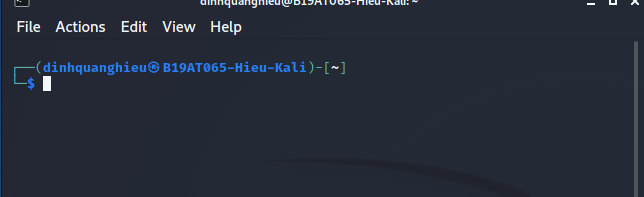 dinhquanghieu@B19AT065-Hieu-Kali: ~
File Actions Edit View Help
┌──(dinhquanghieu㉿B19AT065-Hieu-Kali)-[~]
└─$